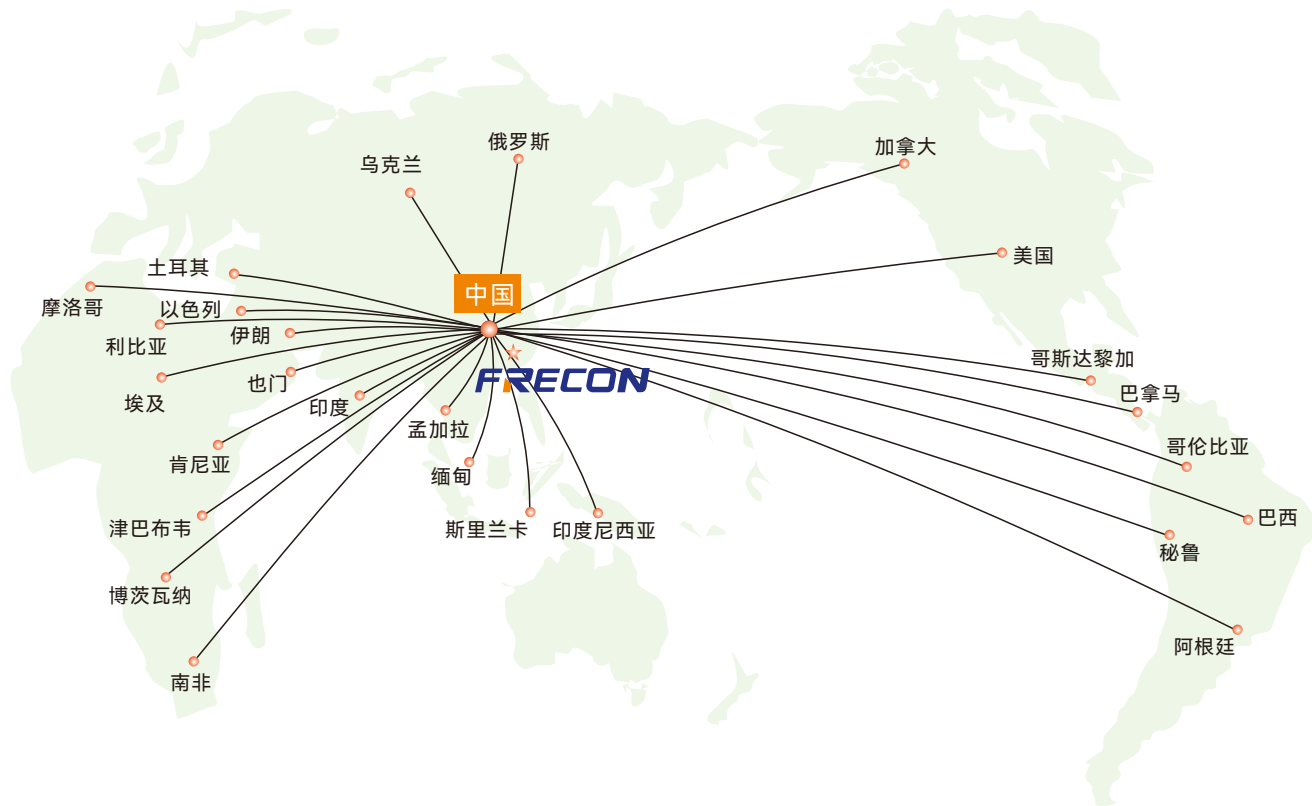 俄罗斯
加拿大
乌克兰
美国
土耳其
中国
摩洛哥
以色列
伊朗
利比亚
哥斯达黎加
FRECON
也门
巴拿马
埃及
印度
孟加拉
哥伦比亚
肯尼亚
缅甸
巴西
津巴布韦
斯里兰卡
印度尼西亚
秘鲁
博茨瓦纳
阿根廷
南非